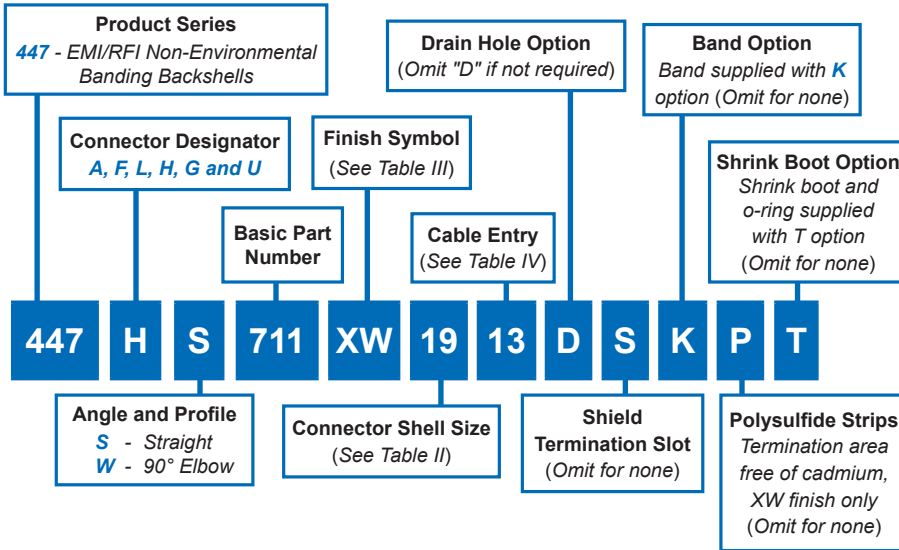 Product Series
447 - EMI/RFI Non-Environmental
Banding Backshells
Drain Hole Option
(Omit "D" if not required)
Band Option
Band supplied with K
option (Omit for none)
Connector Designator
A, F, L, H, G and U
Finish Symbol
(See Table III)
Shrink Boot Option
Shrink boot and
o-ring supplied
with T option
(Omit for none)
Basic Part
Number
Cable Entry
(See Table IV)
447 H S 711 XW 19 13 D S K P T
Angle and Profile
S - Straight
W - 90° Elbow
Connector Shell Size
(See Table II)
Shield
Termination Slot
(Omit for none)
Polysulfide Strips
Termination area
free of cadmium,
XW finish only
(Omit for none)